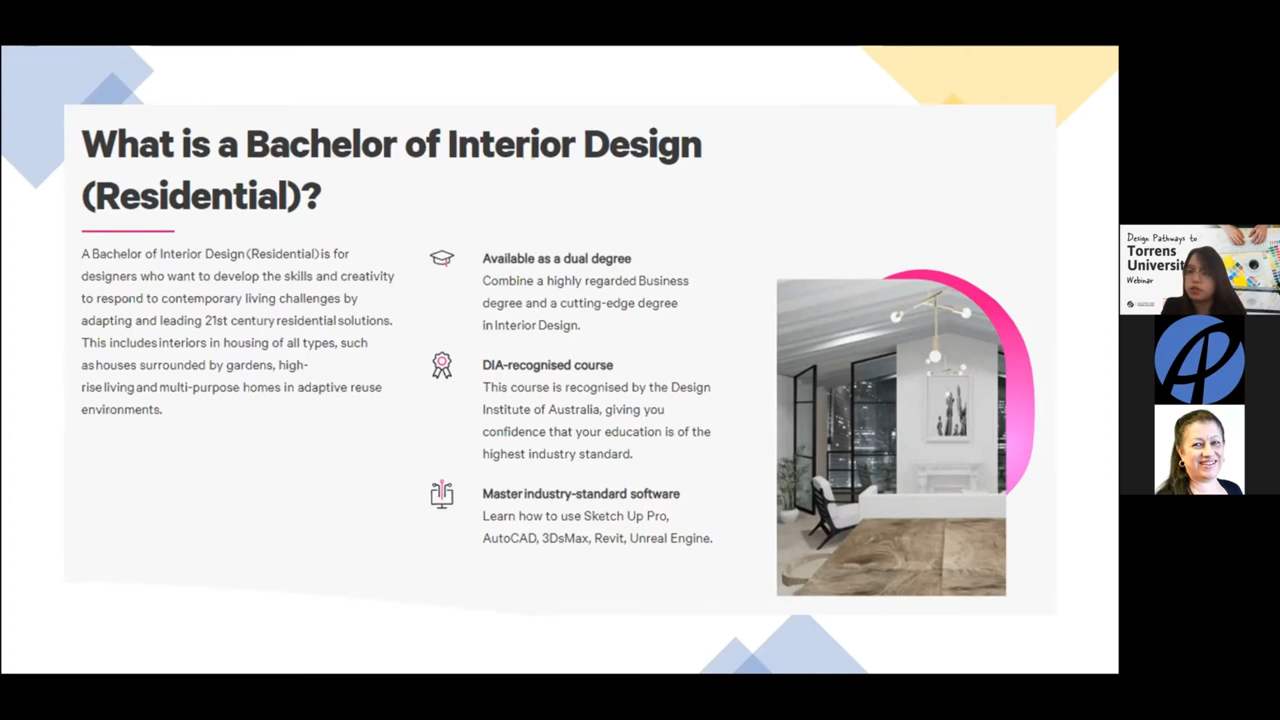 What is a Bachelor of Interior Design
(Residential)?
A Bachelor of Interior Design (Residential) is for
designers who want to develop the skills and creativity
to respond to contemporary living challenges by
adapting and leading 21st century residential solutions.
This includes interiors in housing of all types, such
as houses surrounded by gardens, high-
rise living and multi-purpose homes in adaptive reuse
environments.
Available as a dual degree
Combine a highly regarded Business
degree and a cutting-edge degree
in Interior Design.
DIA-recognised course
This course is recognised by the Design
Institute of Australia, giving you
confidence that your education is of the
highest industry standard.
Master industry-standard software
Learn how to use Sketch Up Pro,
AutoCAD, 3DsMax, Revit, Unreal Engine.
Design Pathways to
Torrens
Universit
Webinar